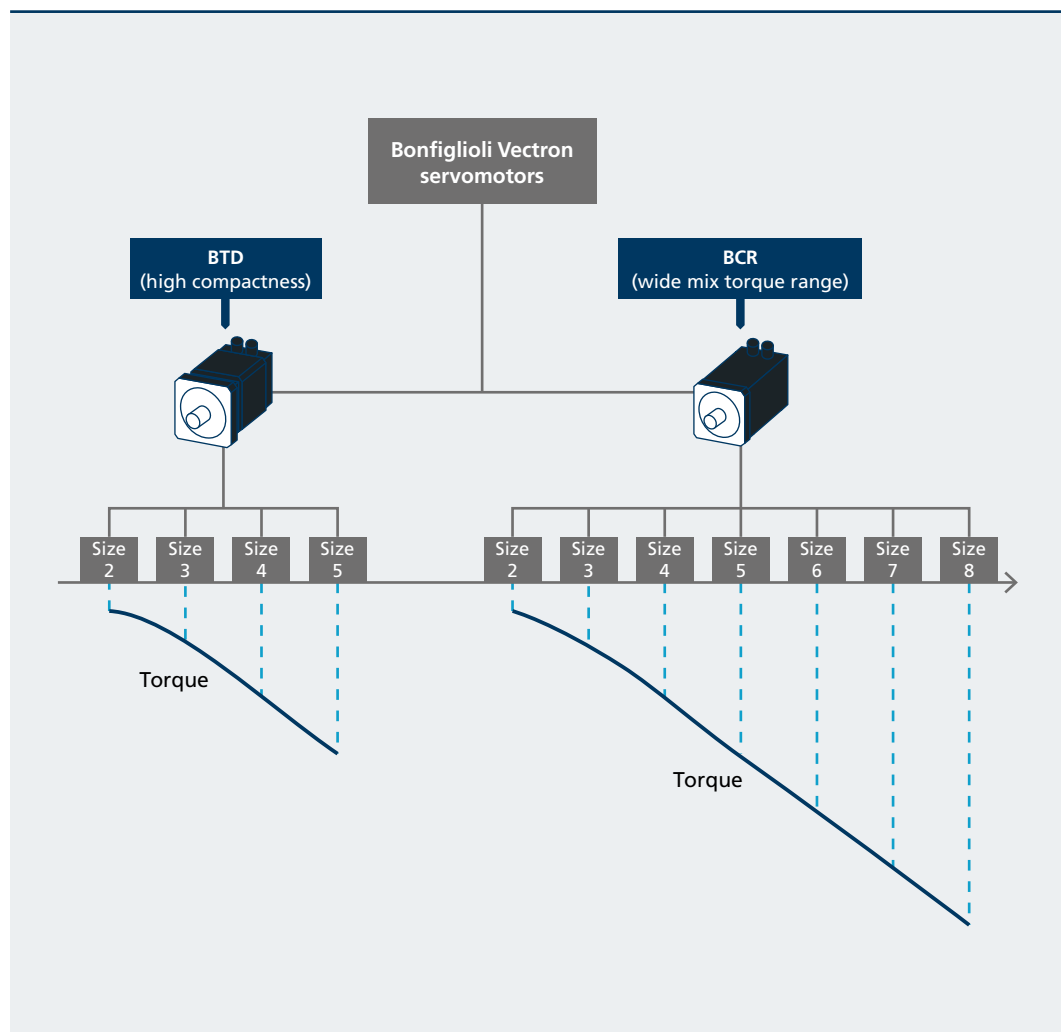 Bonfiglioli Vectron
servomotors
BTD
(high compactness)
BCR
(wide mix torque range)
Size
2
Size
3
Size
4
Size
5
Size
2
Size
3
Size
4
Size
5
Size
6
Size
7
Size
8
Torque
Torque